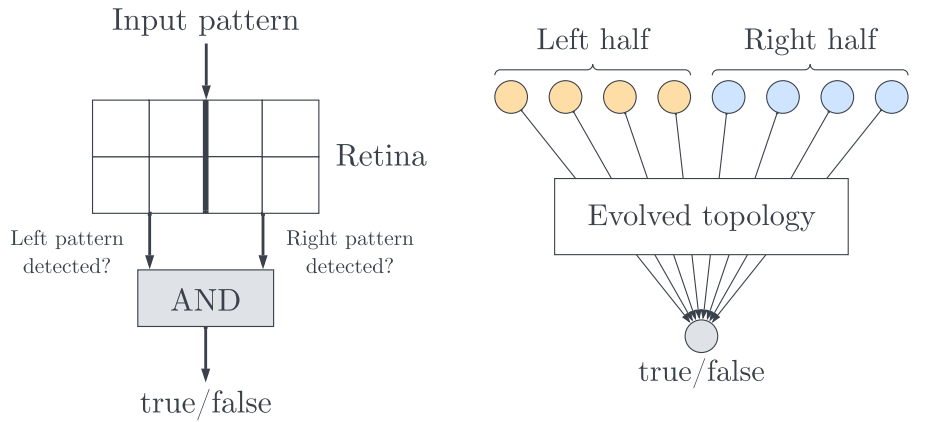 Input pattern
Retina
Left pattern
detected?
Right pattern
detected?
AND
true/false
Left half
Right half
Evolved topology
true/false